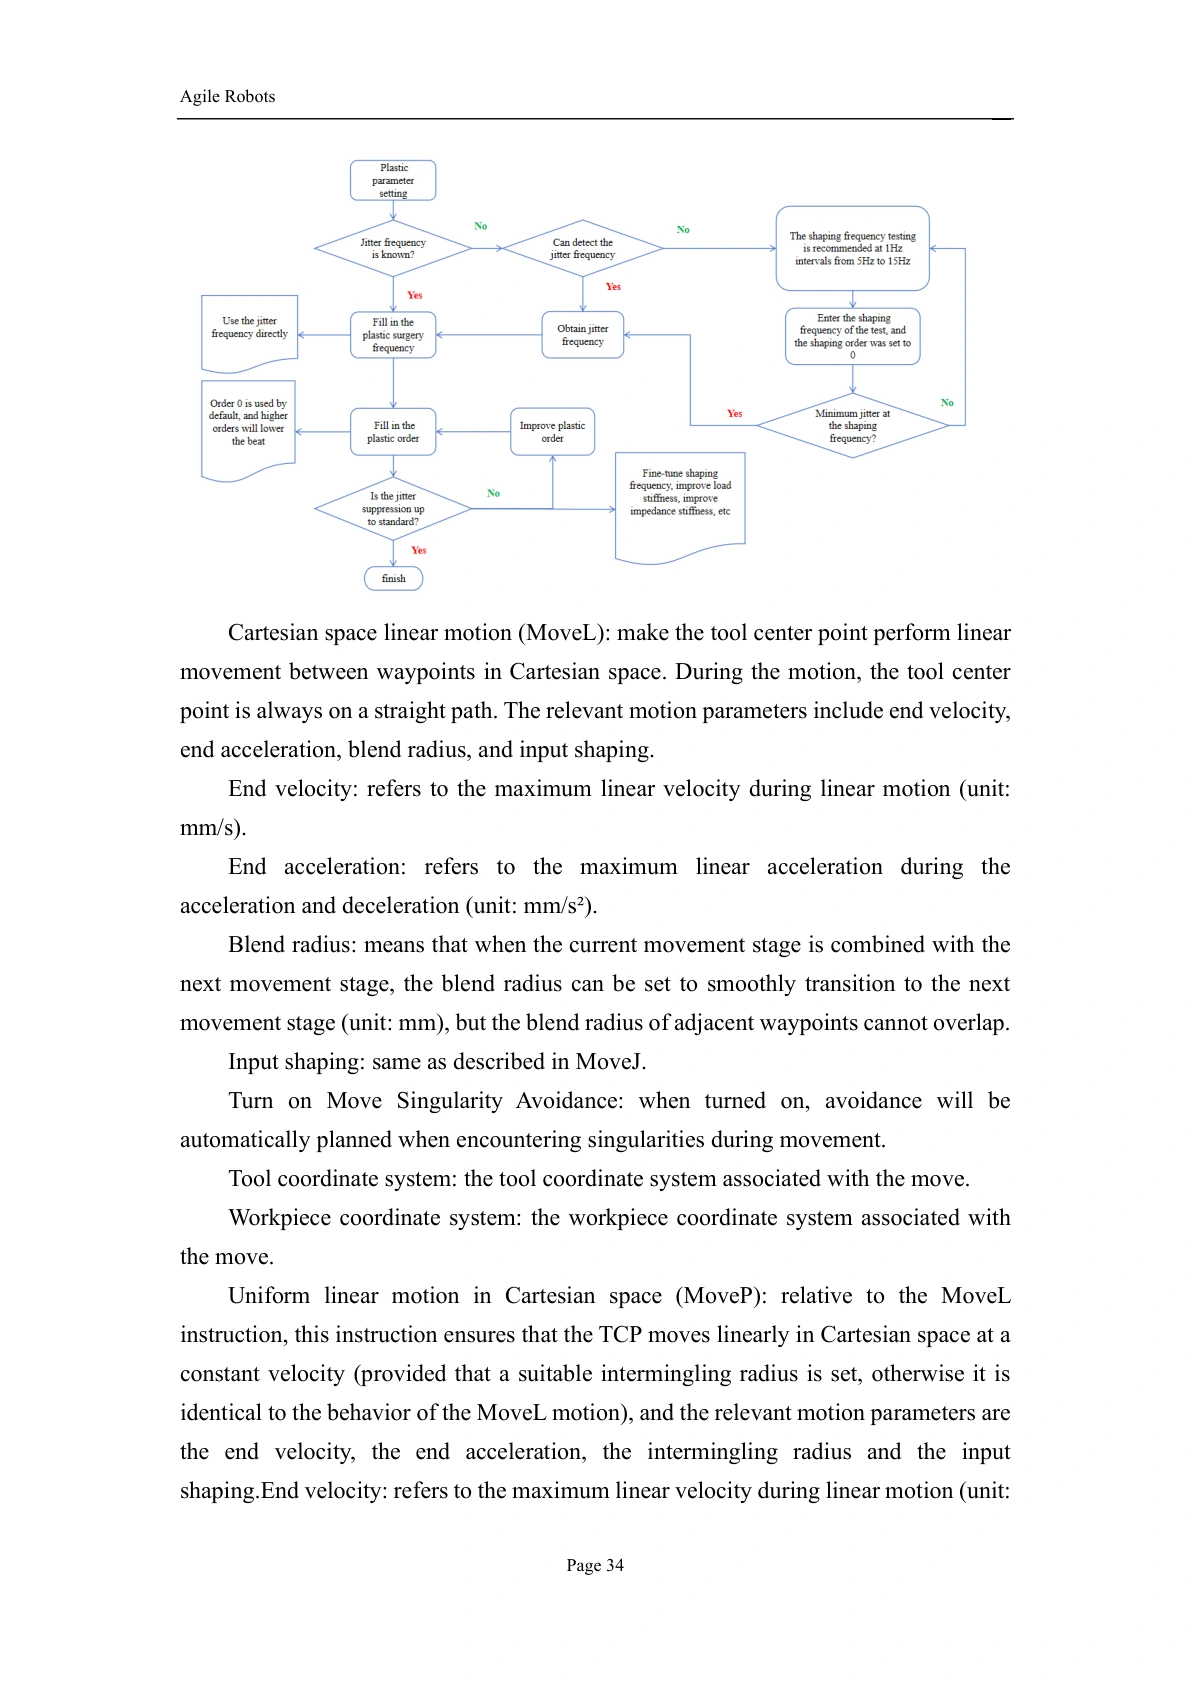 Agile Robots
Plastic
parameter
setting
Jitter frequency
is known?
No
Can detect the
jitter frequency
No
The shaping frequency testing
is recommended at 1Hz
intervals from 5Hz to 15Hz
Yes
Yes
Use the jitter
frequency directly
Fill in the
plastic surgery
frequency
Obtain jitter
frequency
Enter the shaping
frequency of the test, and
the shaping order was set to
0
Order 0 is used by
default, and higher
orders will lower
the beat
Fill in the
plastic order
Improve plastic
order
Yes
Minimum jitter at
the shaping
frequency?
No
Is the jitter
suppression up
to standard?
No
Fine-tune shaping
frequency, improve load
stiffness, improve
impedance stiffness, etc
Yes
finish
Cartesian space linear motion (MoveL): make the tool center point perform linear
movement between waypoints in Cartesian space. During the motion, the tool center
point is always on a straight path. The relevant motion parameters include end velocity,
end acceleration, blend radius, and input shaping.
End velocity: refers to the maximum linear velocity during linear motion (unit:
mm/s).
End acceleration: refers to the maximum linear acceleration during the
acceleration and deceleration (unit: mm/s²).
Blend radius: means that when the current movement stage is combined with the
next movement stage, the blend radius can be set to smoothly transition to the next
movement stage (unit: mm), but the blend radius of adjacent waypoints cannot overlap.
Input shaping: same as described in MoveJ.
Turn on Move Singularity Avoidance: when turned on, avoidance will be
automatically planned when encountering singularities during movement.
Tool coordinate system: the tool coordinate system associated with the move.
Workpiece coordinate system: the workpiece coordinate system associated with
the move.
Uniform linear motion in Cartesian space (MoveP): relative to the MoveL
instruction, this instruction ensures that the TCP moves linearly in Cartesian space at a
constant velocity (provided that a suitable intermingling radius is set, otherwise it is
identical to the behavior of the MoveL motion), and the relevant motion parameters are
the end velocity, the end acceleration, the intermingling radius and the input
shaping.End velocity: refers to the maximum linear velocity during linear motion (unit:
Page 34